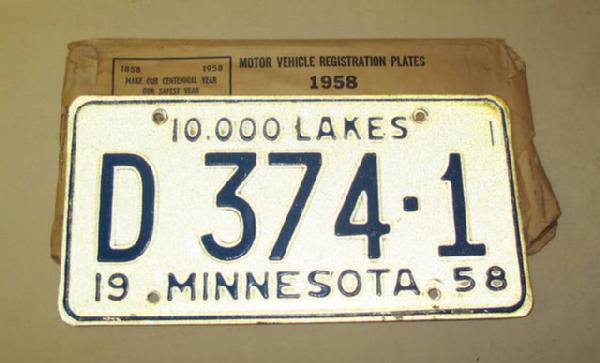 1858 1958
MAKE OUR CENTENNIAL YEAR
OUR SAFEST YEAR
MOTOR VEHICLE REGISTRATION PLATES
1958
10.000 LAKES
D 374·1
19 MINNESOTA 58